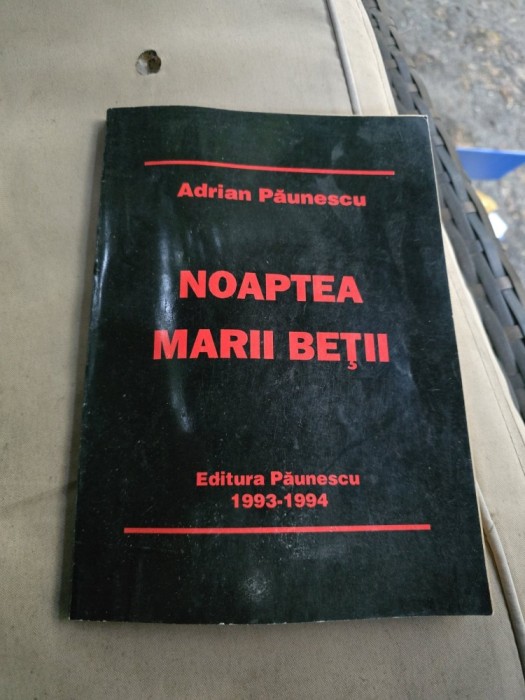 Adrian Păunescu
NOAPTEA
MARII BEŢII
Editura Păunescu
1993-1994